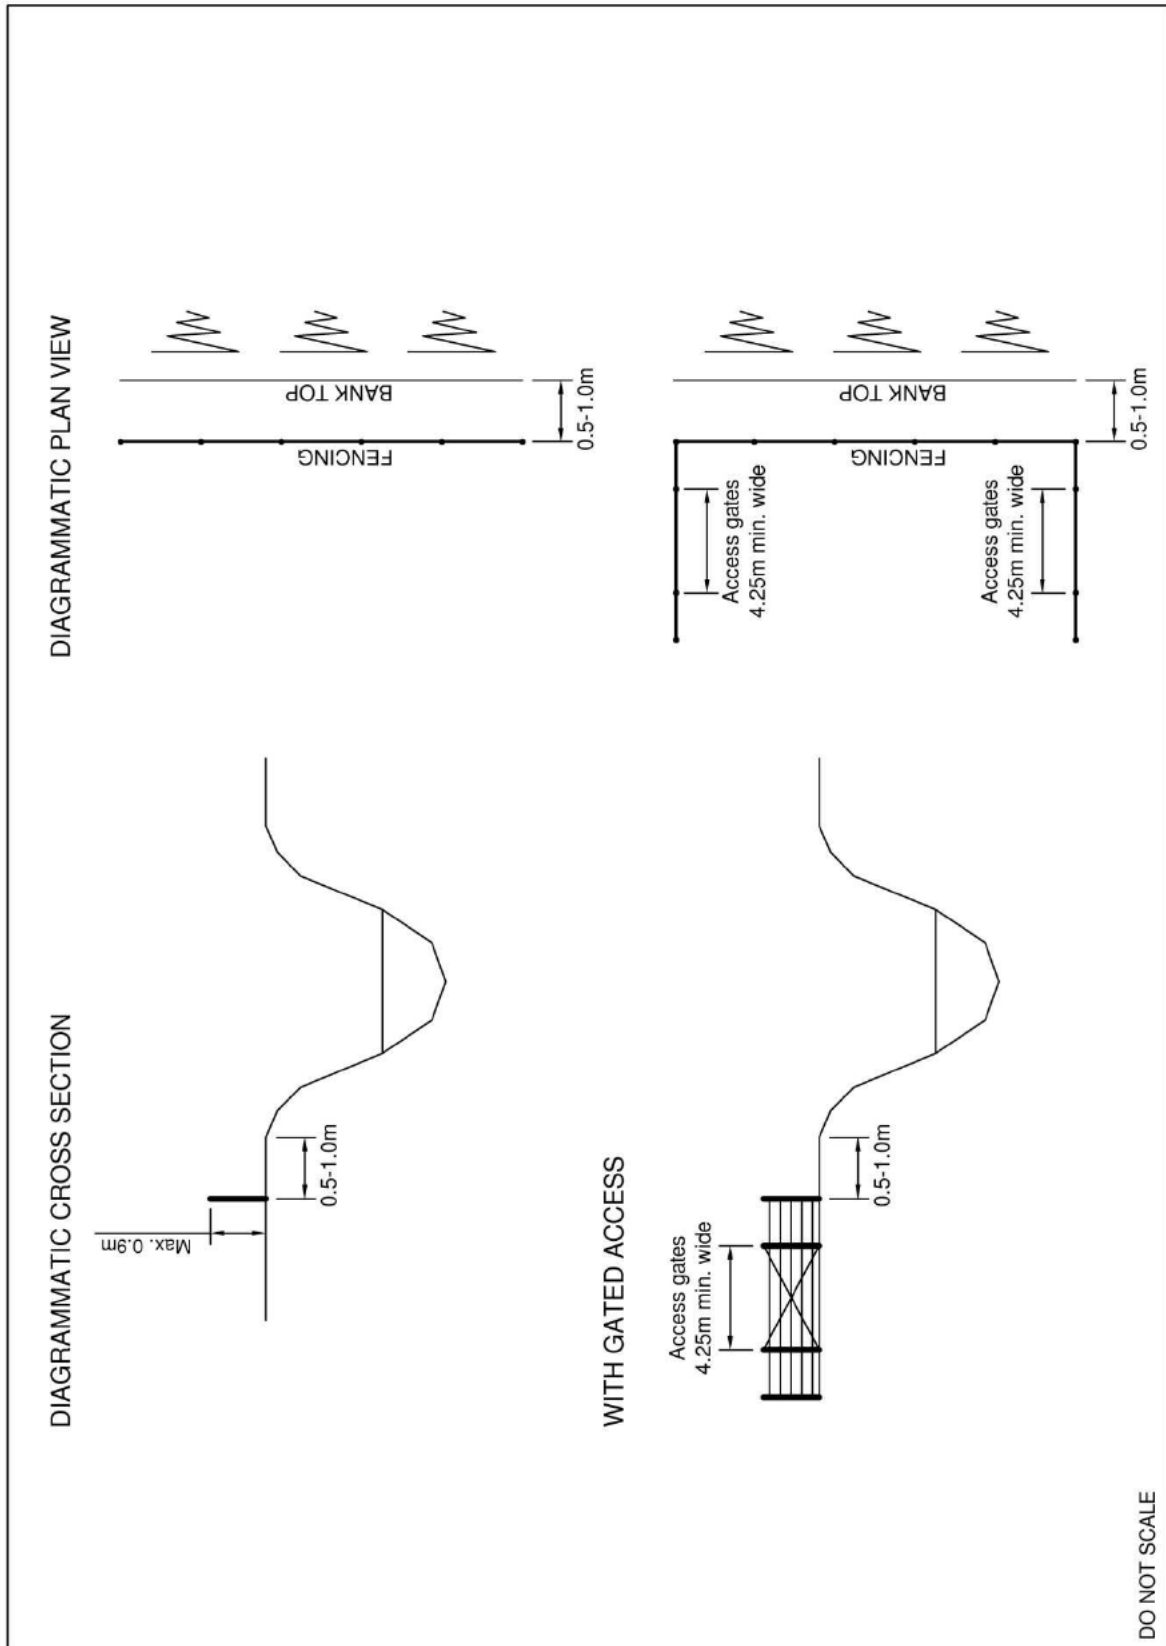 DIAGRAMMATIC CROSS SECTION
Max. 0.9m
0.5-1.0m
DIAGRAMMATIC PLAN VIEW
FENCING
BANK TOP
0.5-1.0m
WITH GATED ACCESS
Access gates
4.25m min. wide
0.5-1.0m
Access gates
4.25m min. wide
FENCING
BANK TOP
Access gates
4.25m min. wide
0.5-1.0m
DO NOT SCALE